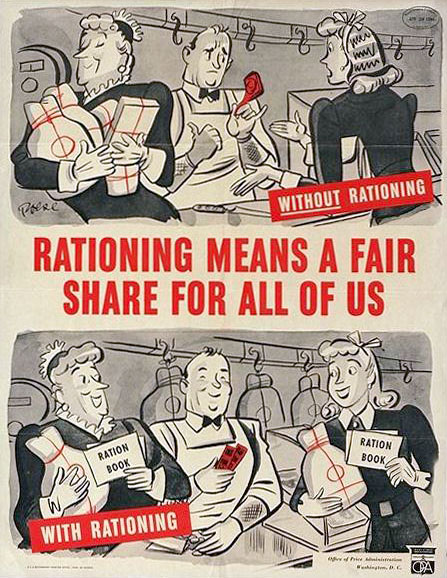 WITHOUT RATIONING
RATIONING MEANS A FAIR
SHARE FOR ALL OF US
RATION
BOOK
RATION
BOOK
WITH RATIONING
Office of Price Administration
Washington, D. C.
OPA